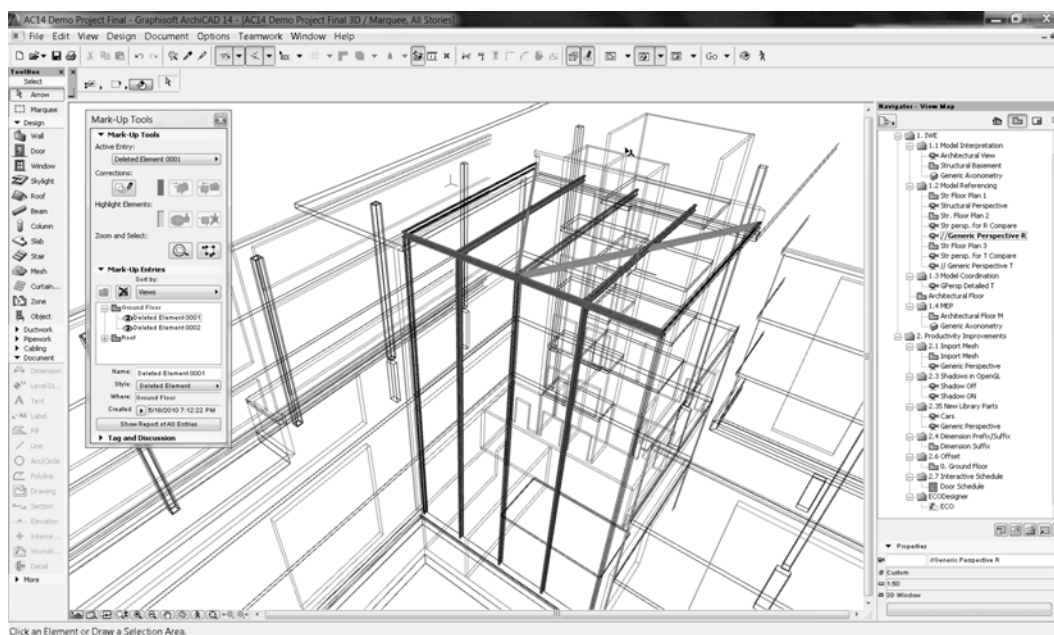 AC14 Demo Project Final - Graphisoft ArchiCAD 14 - [AC14 Demo Project Final 3D / Marquee, All Stories]
File Edit View Design Document Options Teamwork Window Help
Go
ToolBox
Select
Arrow
Marquee
Design
Wall
Door
Window
Skylight
Roof
Beam
Column
Slab
Stair
Mesh
Curtain...
Zone
Object
Ductwork
Pipework
Cabling
Document
Dimension
Level Di...
Text
Label
Fill
Line
Arc/Circle
Polyline
Drawing
Section
Elevation
Interior ...
Worksh...
Detail
More
Mark-Up Tools
Mark-Up Tools
Active Entry:
Deleted Element 0001
Corrections:
Highlight Elements:
Zoom and Select:
Mark-Up Entries
Sort by:
Views
Ground Floor
Deleted Element 0001
Deleted Element 0002
Roof
Name: Deleted Element 0001
Style: Deleted Element
Where: Ground Floor
Created 5/18/2010 7:12:22 PM
Show Report of All Entries
Tag and Discussion
Navigator - View Map
1. IWE
1.1 Model Interpretation
Architectural View
Structural Basement
Generic Axonometry
1.2 Model Referencing
Str Floor Plan 1
Structural Perspective
Str. Floor Plan 2
Str persp. for R Compare
//Generic Perspective R
Str Floor Plan 3
Str persp. for T Compare
// Generic Perspective T
1.3 Model Coordination
GPersp Detailed T
Architectural Floor
1.4 MEP
Architectural Floor M
Generic Axonometry
2. Productivity Improvements
2.1 Import Mesh
Import Mesh
Generic Perspective
2.3 Shadows in OpenGL
Shadow Off
Shadow ON
2.35 New Library Parts
Cars
Generic Perspective
2.4 Dimension Prefix/Suffix
Dimension Suffix
2.6 Offset
0. Ground Floor
2.7 Interactive Schedule
Door Schedule
ECODesigner
ECO
Properties
//Generic Perspective R
Custom
1:50
3D Window
Click an Element or Draw a Selection Area.